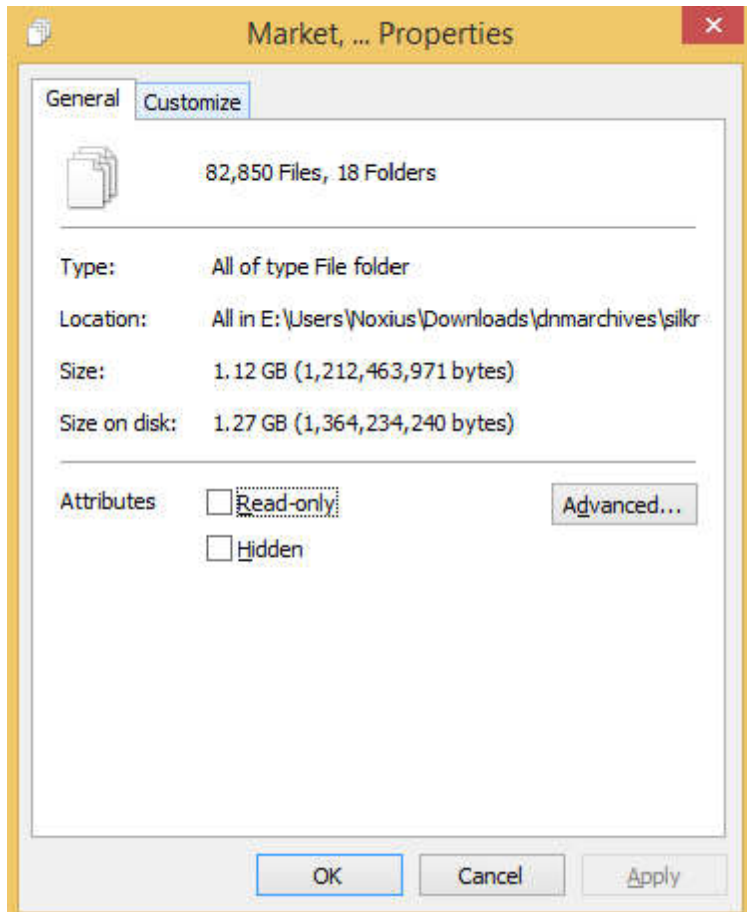 Market, ... Properties
General
Customize
82,850 Files, 18 Folders
Type: All of type File folder
Location: All in E:\Users\Noxius\Downloads\dnmarchives\silkr
Size: 1.12 GB (1,212,463,971 bytes)
Size on disk: 1.27 GB (1,364,234,240 bytes)
Attributes Read-only Advanced...
Hidden
OK Cancel Apply